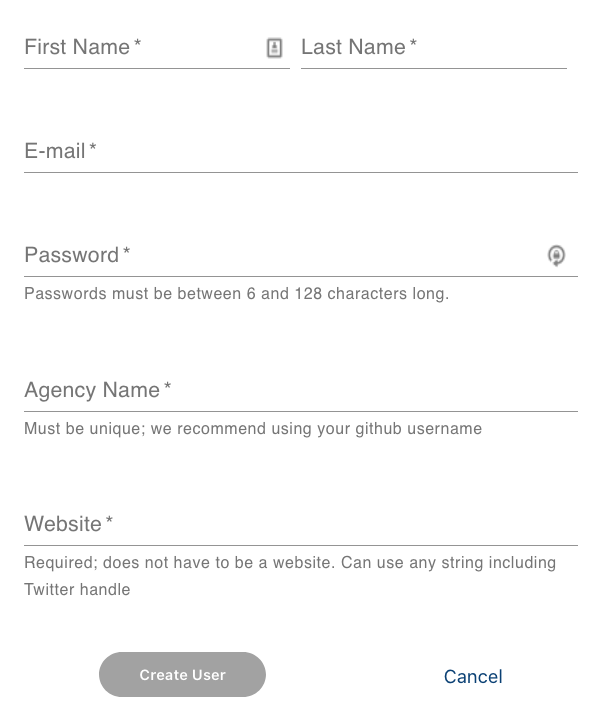 First Name * Last Name *
E-mail *
Password *
Passwords must be between 6 and 128 characters long.
Agency Name *
Must be unique; we recommend using your github username
Website *
Required; does not have to be a website. Can use any string including
Twitter handle
Create User Cancel